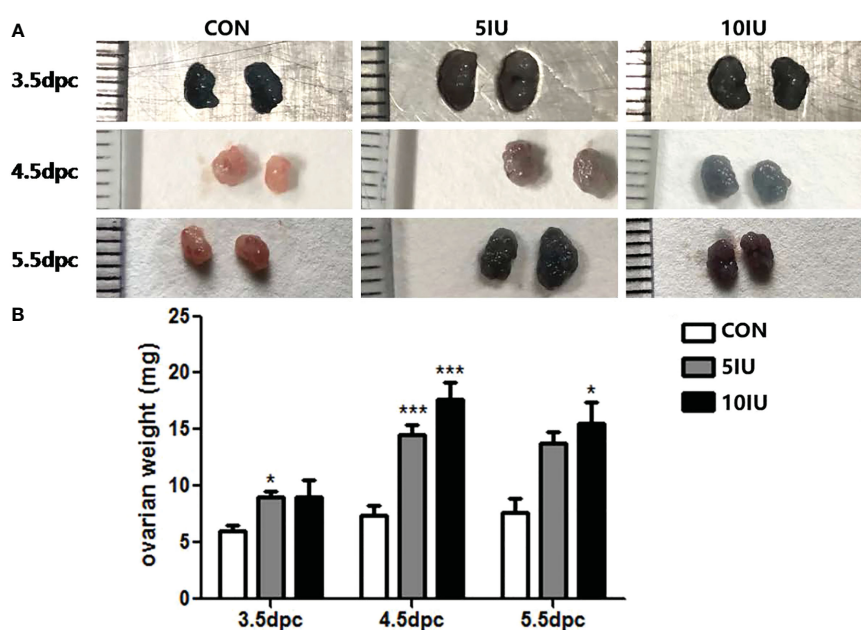 A
CON 5IU 10IU
3.5dpc
4.5dpc
5.5dpc
B
ovarian weight (mg)
25
20
15
10
5
0
*
***
***
*
3.5dpc 4.5dpc 5.5dpc
CON
5IU
10IU